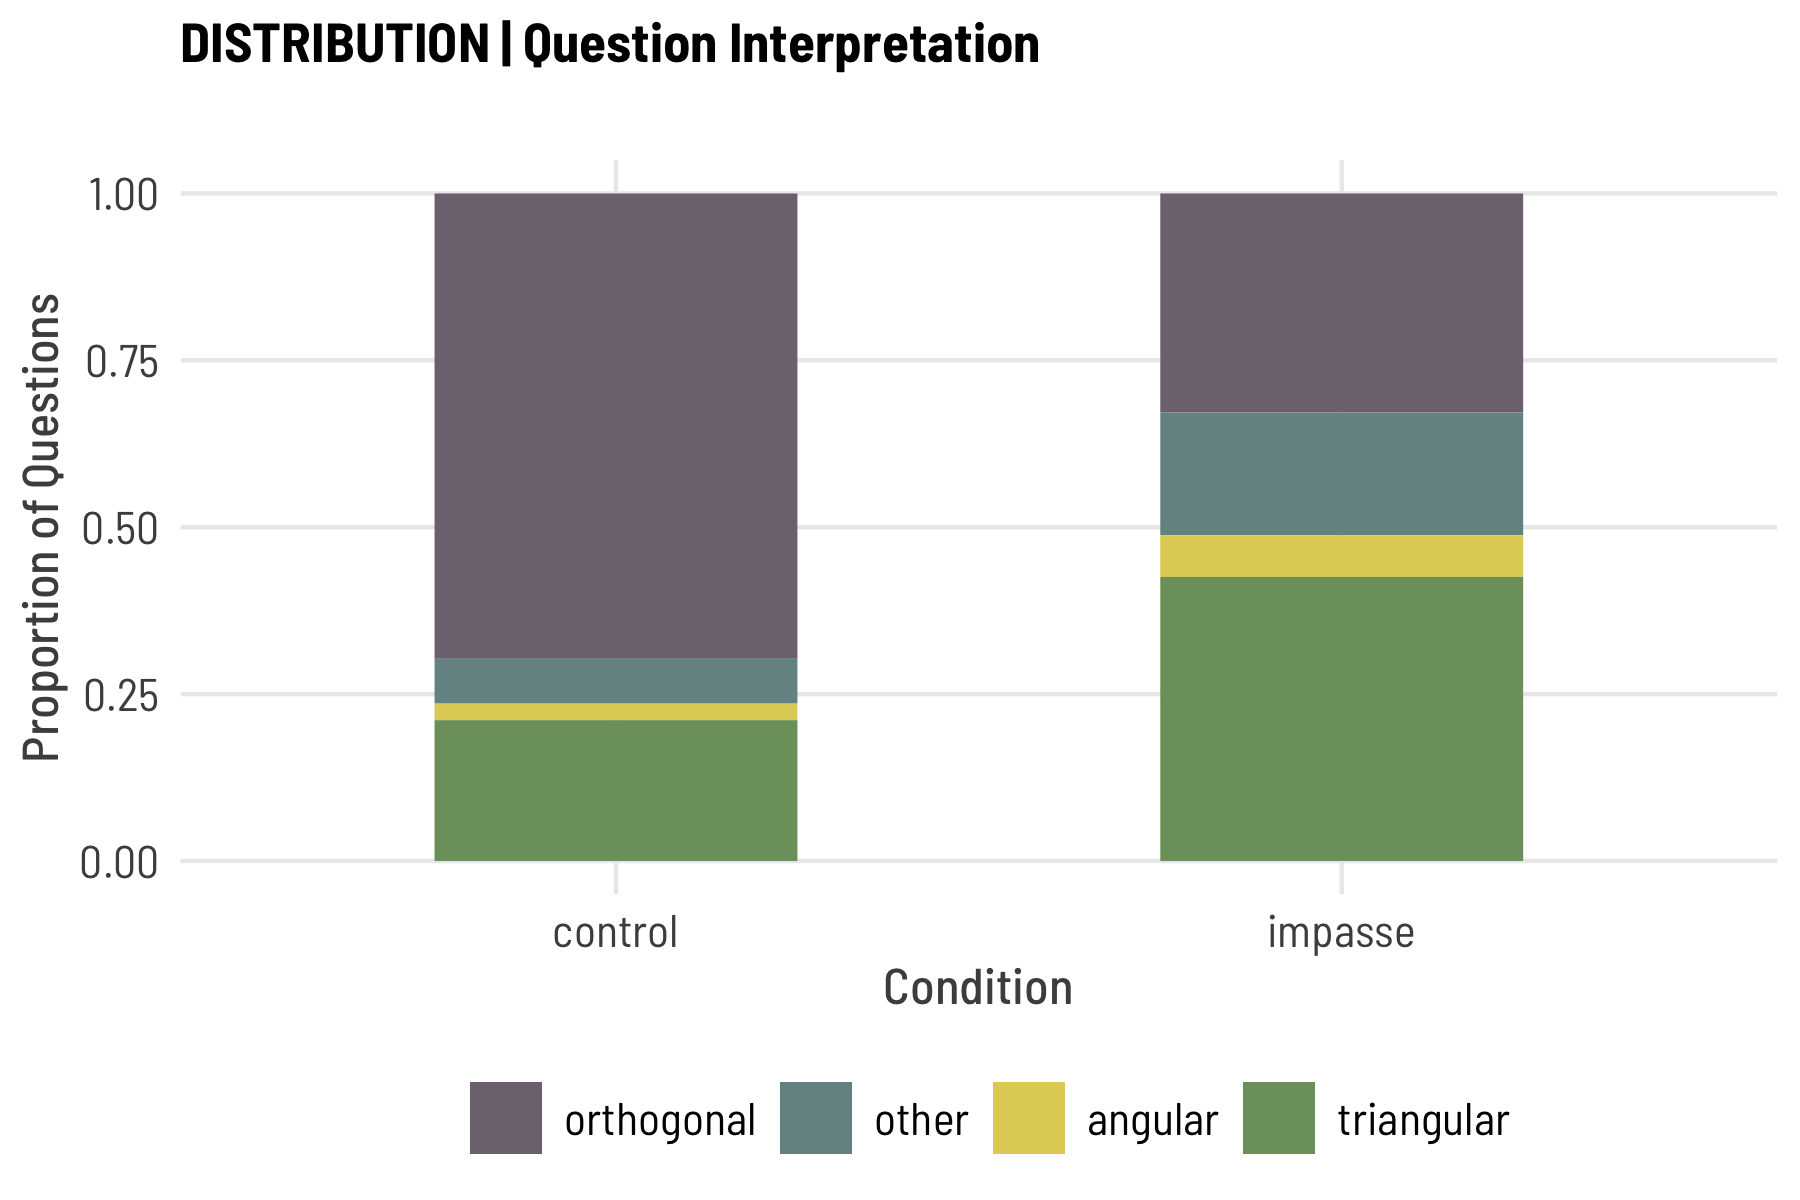 DISTRIBUTION | Question Interpretation
Proportion of Questions
1.00
0.75
0.50
0.25
0.00
control impasse
Condition
orthogonal other angular triangular